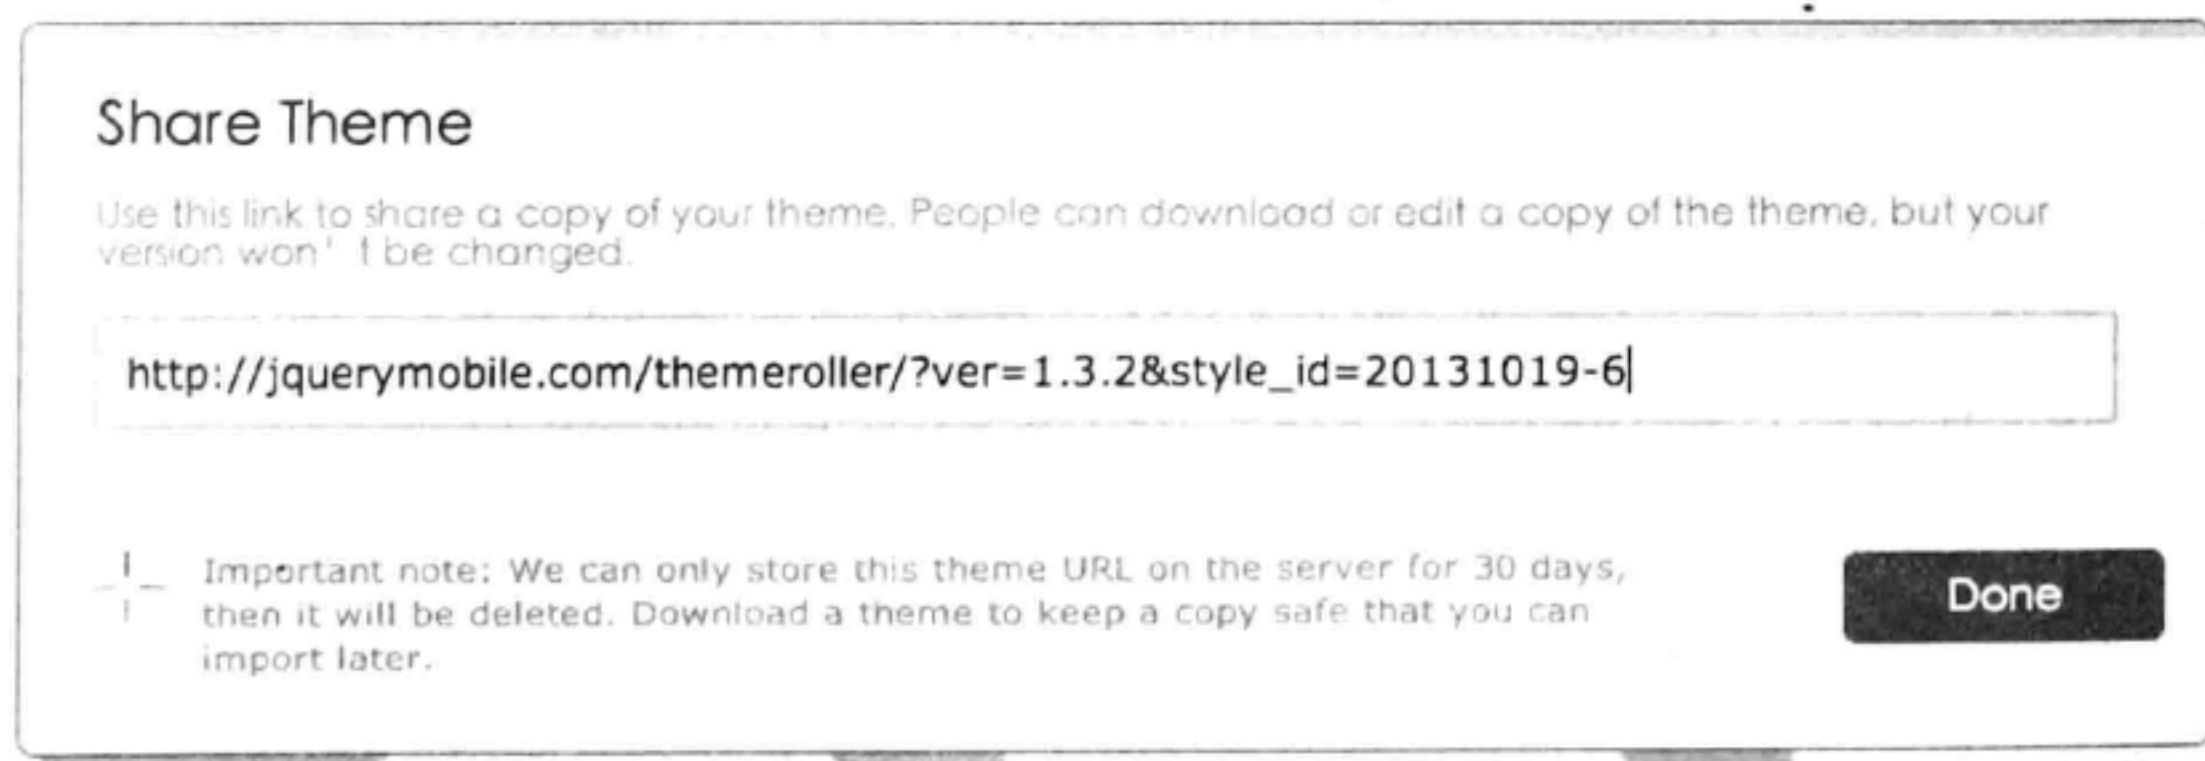 Share Theme
Use this link to share a copy of your theme. People can download or edit a copy of the theme, but your
version won' t be changed.
http://jquerymobile.com/themeroller/?ver=1.3.2&style_id=20131019-6
Important note: We can only store this theme URL on the server for 30 days,
then it will be deleted. Download a theme to keep a copy safe that you can
import later.
Done